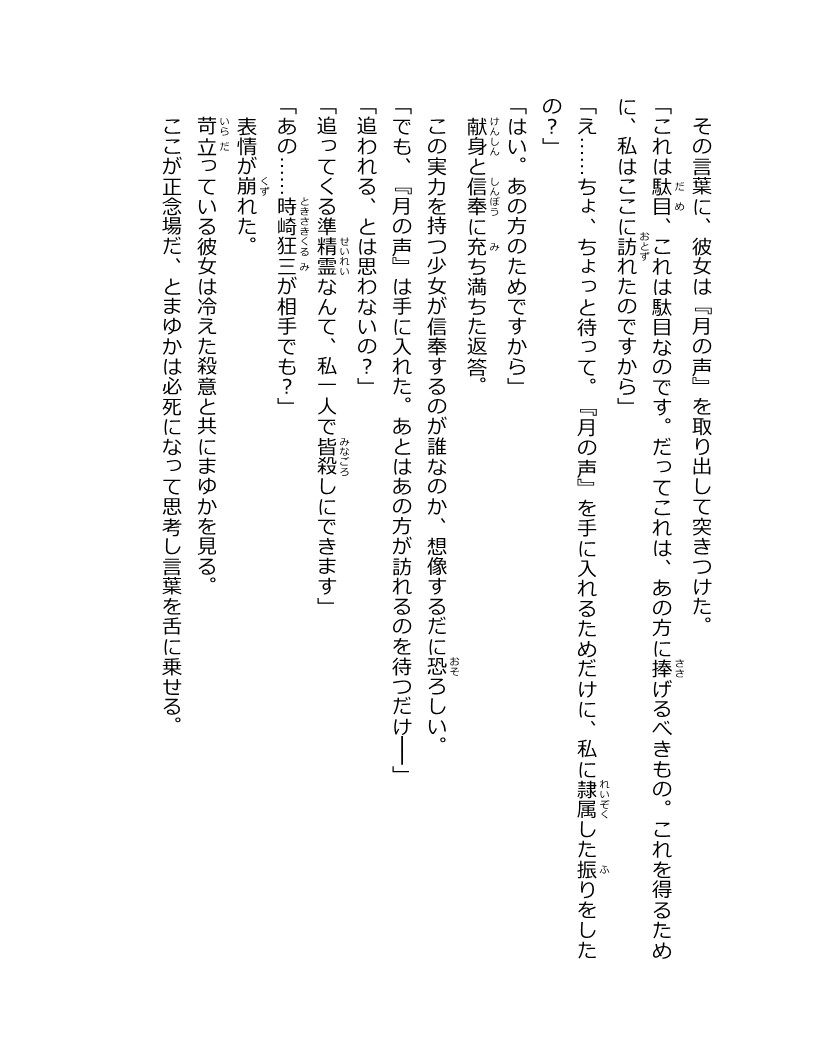 その言葉に、彼女は『月の声』を取り出して突きつけた。
「これは駄目、これは駄目なのです。だってこれは、あの方に捧げるべきもの。これを得るため
に、私はここに訪れたのですから」
「え……ちょ、ちょっと待って。『月の声』を手に入れるためだけに、私に隷属した振りをした
の？」
「はい。あの方のためですから」
献身と信奉に充ち満ちた返答。
この実力を持つ少女が信奉するのが誰なのか、想像するだに恐ろしい。
「でも、『月の声』は手に入れた。あとはあの方が訪れるのを待つだけ――」
「追われる、とは思わないの？」
「追ってくる準精霊なんて、私一人で皆殺しにできます」
「あの……時崎狂三が相手でも？」
表情が崩れた。
苛立っている彼女は冷えた殺意と共にまゆかを見る。
ここが正念場だ、とまゆかは必死になって思考し言葉を舌に乗せる。